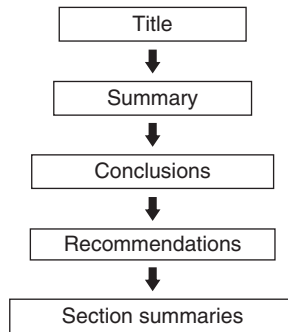 Title
Summary
Conclusions
Recommendations
Section summaries